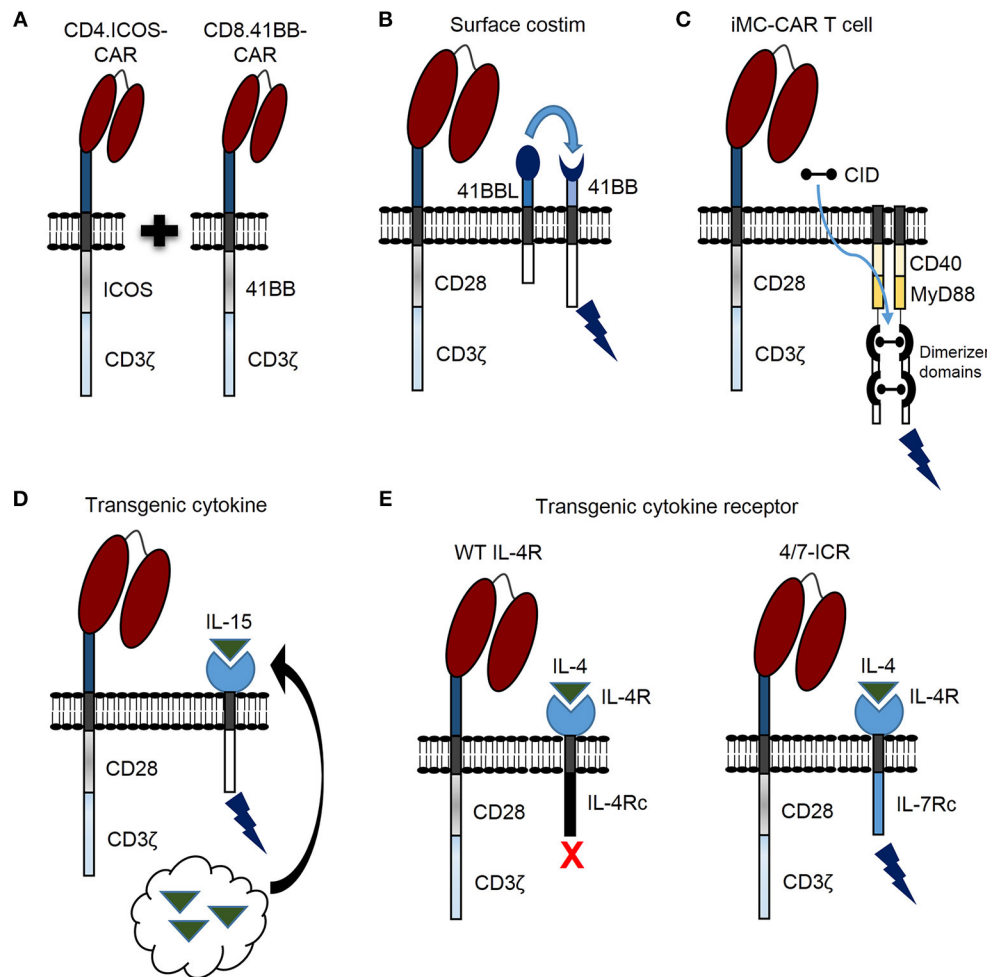 A
CD4.ICOS-
CAR
CD8.41BB-
CAR
ICOS
41BB
CD3ζ
CD3ζ
B
Surface costim
41BBL
41BB
CD28
CD3ζ
C
iMC-CAR T cell
CID
CD28
CD40
MyD88
CD3ζ
Dimerizer
domains
D
Transgenic cytokine
IL-15
CD28
CD3ζ
E
Transgenic cytokine receptor
WT IL-4R
IL-4
IL-4R
CD28
IL-4Rc
X
CD3ζ
4/7-ICR
IL-4
IL-4R
CD28
IL-7Rc
CD3ζ